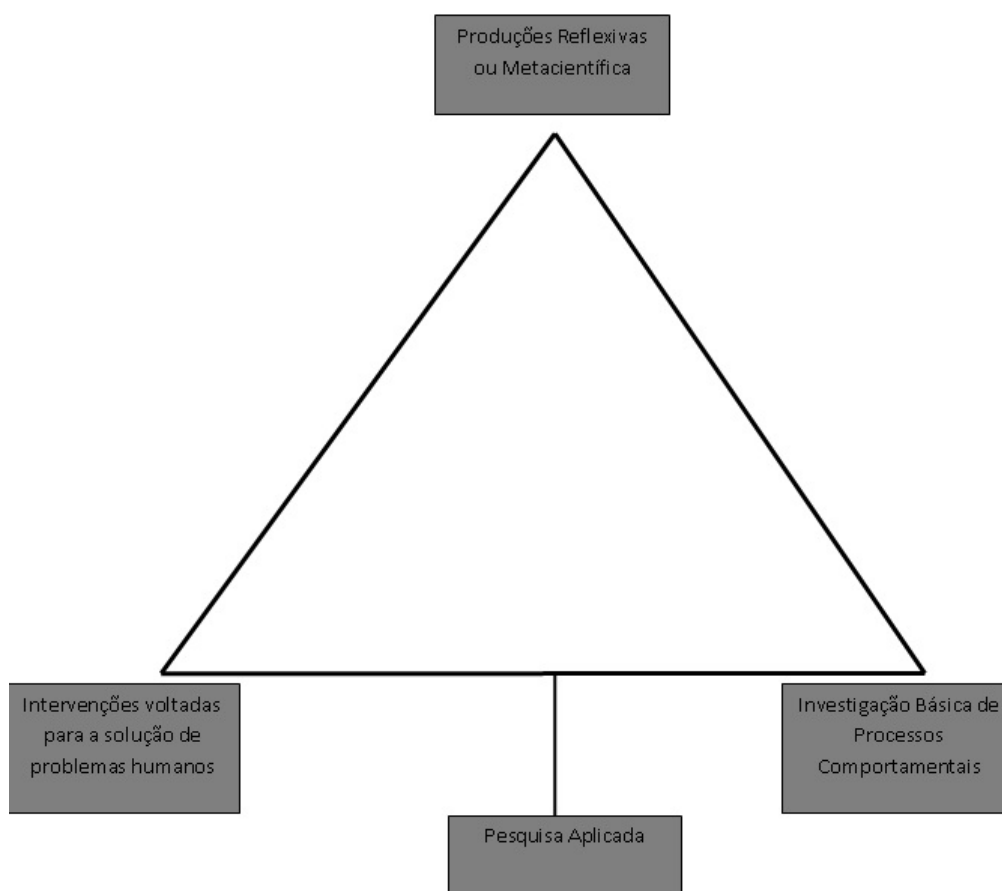 Produções Reflexivas
ou Metacientífica
Intervenções voltadas
para a solução de
problemas humanos
Investigação Básica de
Processos
Comportamentais
Pesquisa Aplicada